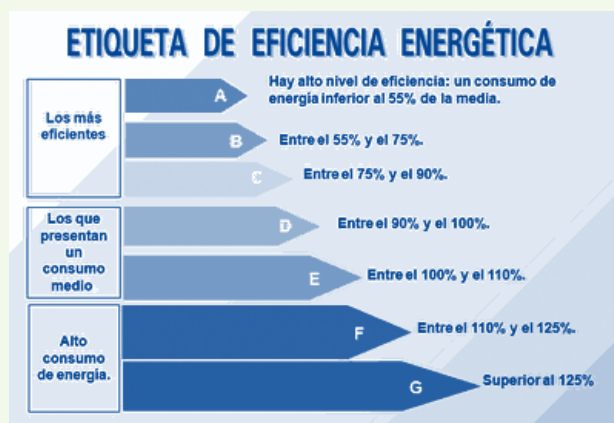 ETIQUETA DE EFICIENCIA ENERGÉTICA
Los más
eficientes
A
Hay alto nivel de eficiencia: un consumo de
energía inferior al 55% de la media.
B
Entre el 55% y el 75%.
C
Entre el 75% y el 90%.
Los que
presentan
un
consumo
medio
D
Entre el 90% y el 100%.
E
Entre el 100% y el 110%.
Alto
consumo
de energía.
F
Entre el 110% y el 125%.
G
Superior al 125%